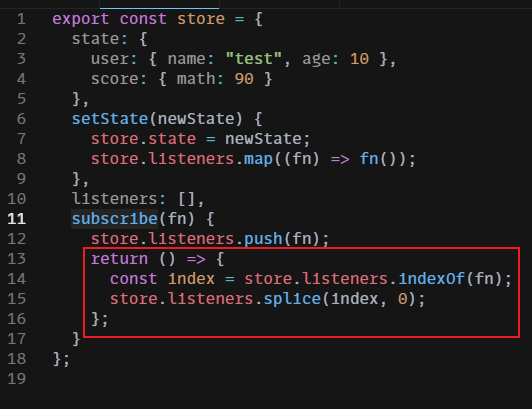 1 export const store = {
2   state: {
3     user: { name: "test", age: 10 },
4     score: { math: 90 }
5   },
6   setState(newState) {
7     store.state = newState;
8     store.listeners.map((fn) => fn());
9   },
10   listeners: [],
11   subscribe(fn) {
12     store.listeners.push(fn);
13     return () => {
14       const index = store.listeners.indexOf(fn);
15       store.listeners.splice(index, 0);
16     };
17   }
18 };
19